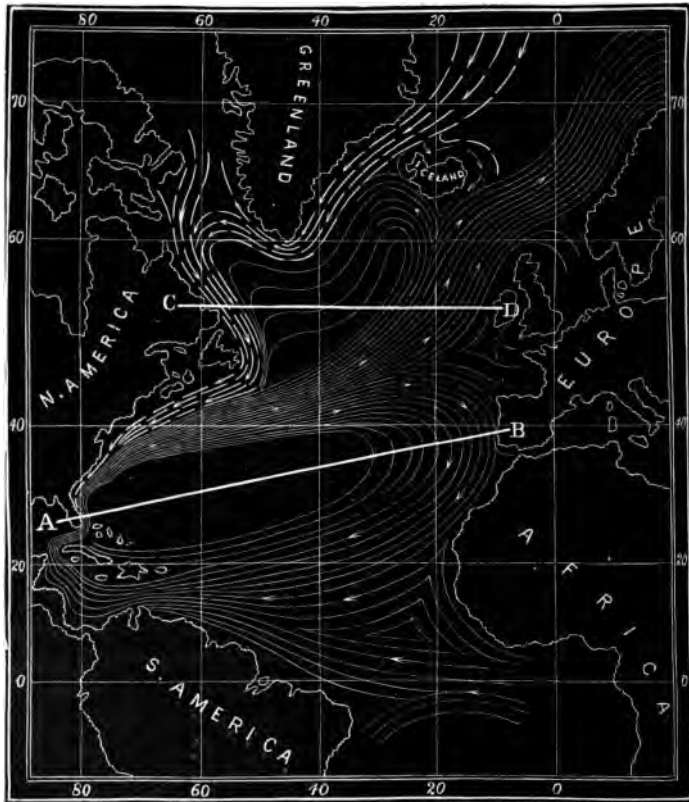 80 60 40 20 0
GREENLAND
70 70
ICELAND
60 60
C D
N. AMERICA
EUROPE
40 40
B
A
AFRICA
20 20
0 0
S. AMERICA
80 60 40 20 0